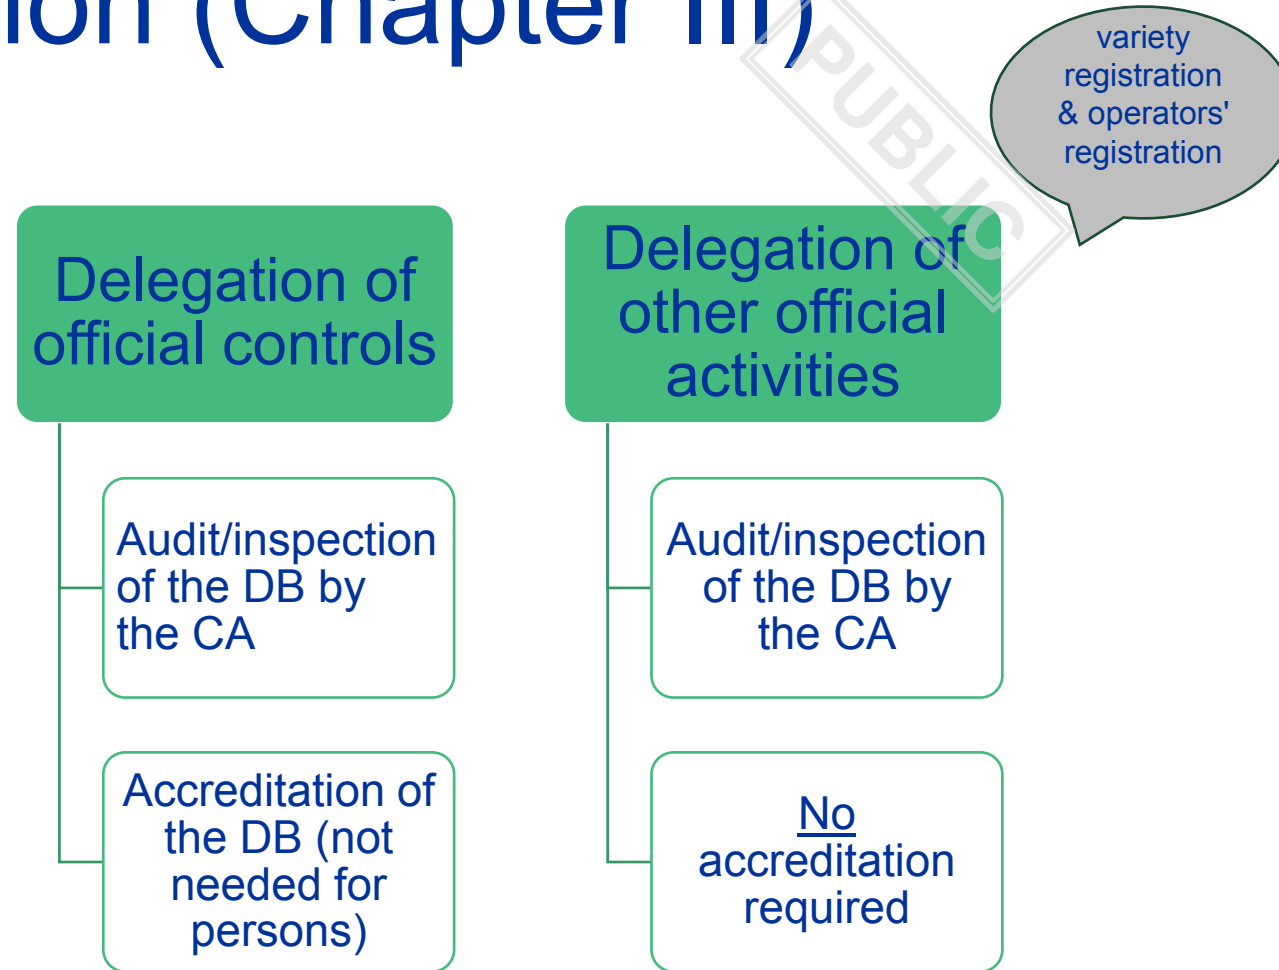 ion (Chapter III)
PUBLIC
variety
registration
& operators'
registration
Delegation of
official controls
Delegation of
other official
activities
Audit/inspection
of the DB by
the CA
Audit/inspection
of the DB by
the CA
Accreditation of
the DB (not
needed for
persons)
No
accreditation
required